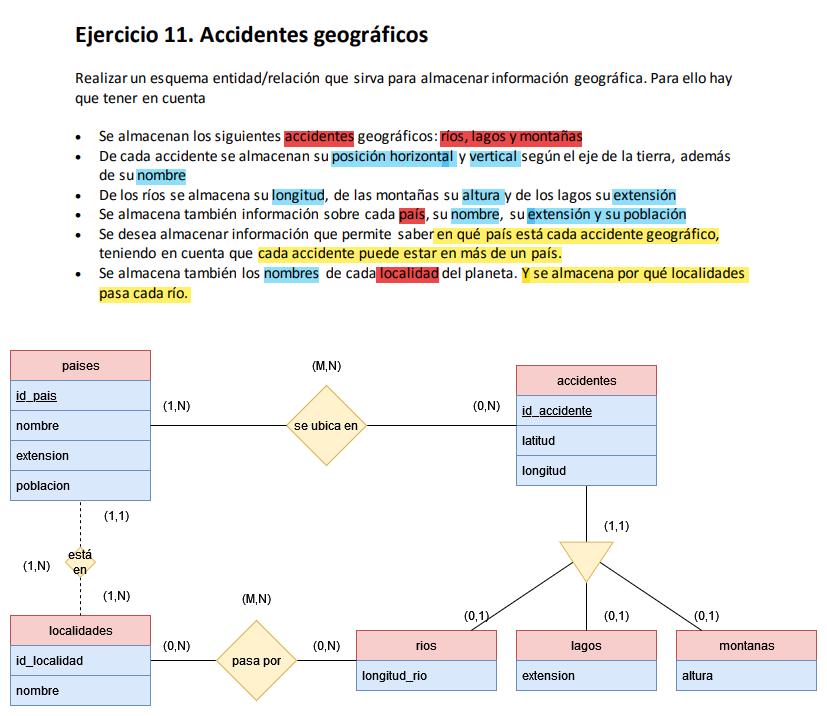 Ejercicio 11. Accidentes geográficos
Realizar un esquema entidad/relación que sirva para almacenar información geográfica. Para ello hay
que tener en cuenta
• Se almacenan los siguientes accidentes geográficos: ríos, lagos y montañas
• De cada accidente se almacenan su posición horizontal y vertical según el eje de la tierra, además
de su nombre
• De los ríos se almacena su longitud, de las montañas su altura y de los lagos su extensión
• Se almacena también información sobre cada país, su nombre, su extensión y su población
• Se desea almacenar información que permite saber en qué país está cada accidente geográfico,
teniendo en cuenta que cada accidente puede estar en más de un país.
• Se almacena también los nombres de cada localidad del planeta. Y se almacena por qué localidades
pasa cada río.
paises
id_pais
nombre
extension
poblacion
(1,N)
(M,N)
se ubica en
(0,N)
accidentes
id_accidente
latitud
longitud
(1,1)
(1,N)
está
en
(1,N)
(1,1)
(0,1)
(0,1)
(0,1)
localidades
id_localidad
nombre
(0,N)
(M,N)
pasa por
(0,N)
rios
longitud_rio
lagos
extension
montanas
altura